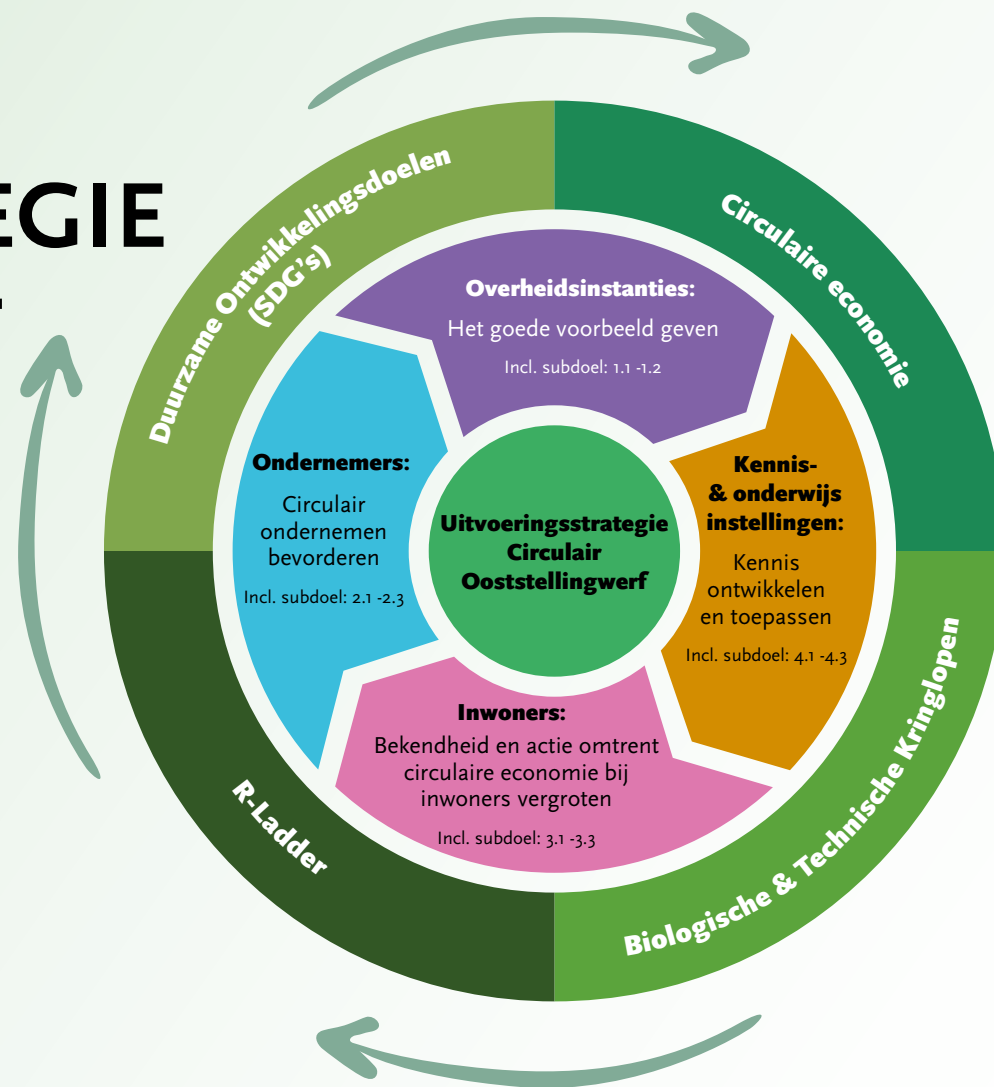 EGIE
Duurzame Ontwikkelingsdoelen
(SDG's)
Circulaire economie
Overheidsinstanties:
Het goede voorbeeld geven
Incl. subdoel: 1.1 -1.2
Ondernemers:
Circulair
ondernemen
bevorderen
Incl. subdoel: 2.1 -2.3
Uitvoeringsstrategie
Circulair
Ooststellingwerf
Kennis-
& onderwijs
instellingen:
Kennis
ontwikkelen
en toepassen
Incl. subdoel: 4.1 -4.3
Inwoners:
Bekendheid en actie omtrent
circulaire economie bij
inwoners vergroten
Incl. subdoel: 3.1 -3.3
R-Ladder
Biologische & Technische Kringlopen